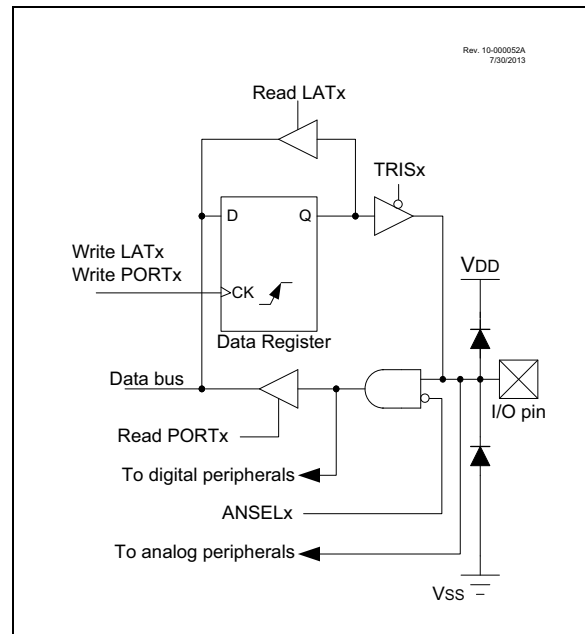 Rev. 10-000052A
7/30/2013
Read LATx
TRISx
D
Q
Write LATx
Write PORTx
CK
VDD
Data Register
Data bus
I/O pin
Read PORTx
To digital peripherals
ANSELx
To analog peripherals
VSS